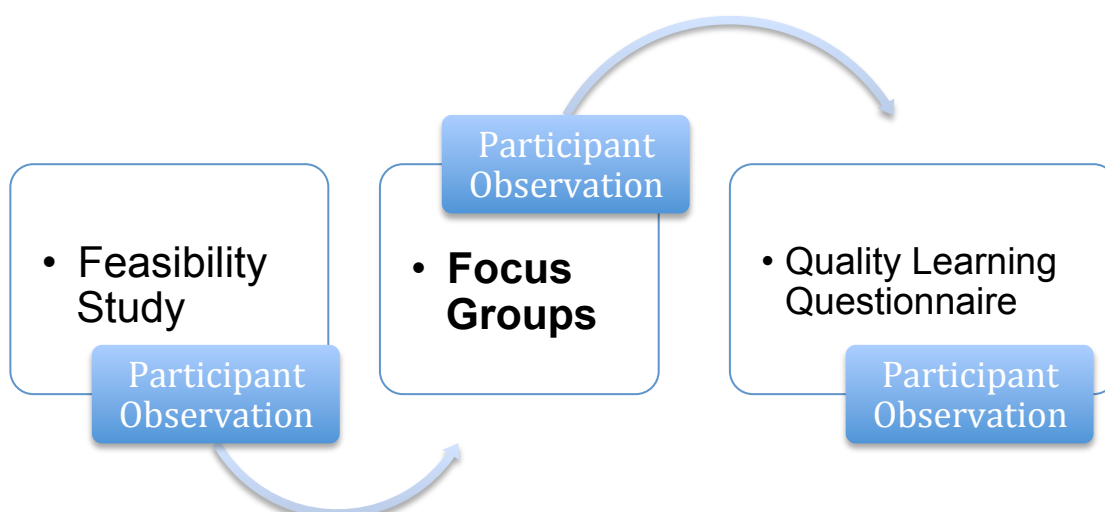 • Feasibility
Study
Participant
Observation
Participant
Observation
• Focus
Groups
• Quality Learning
Questionnaire
Participant
Observation